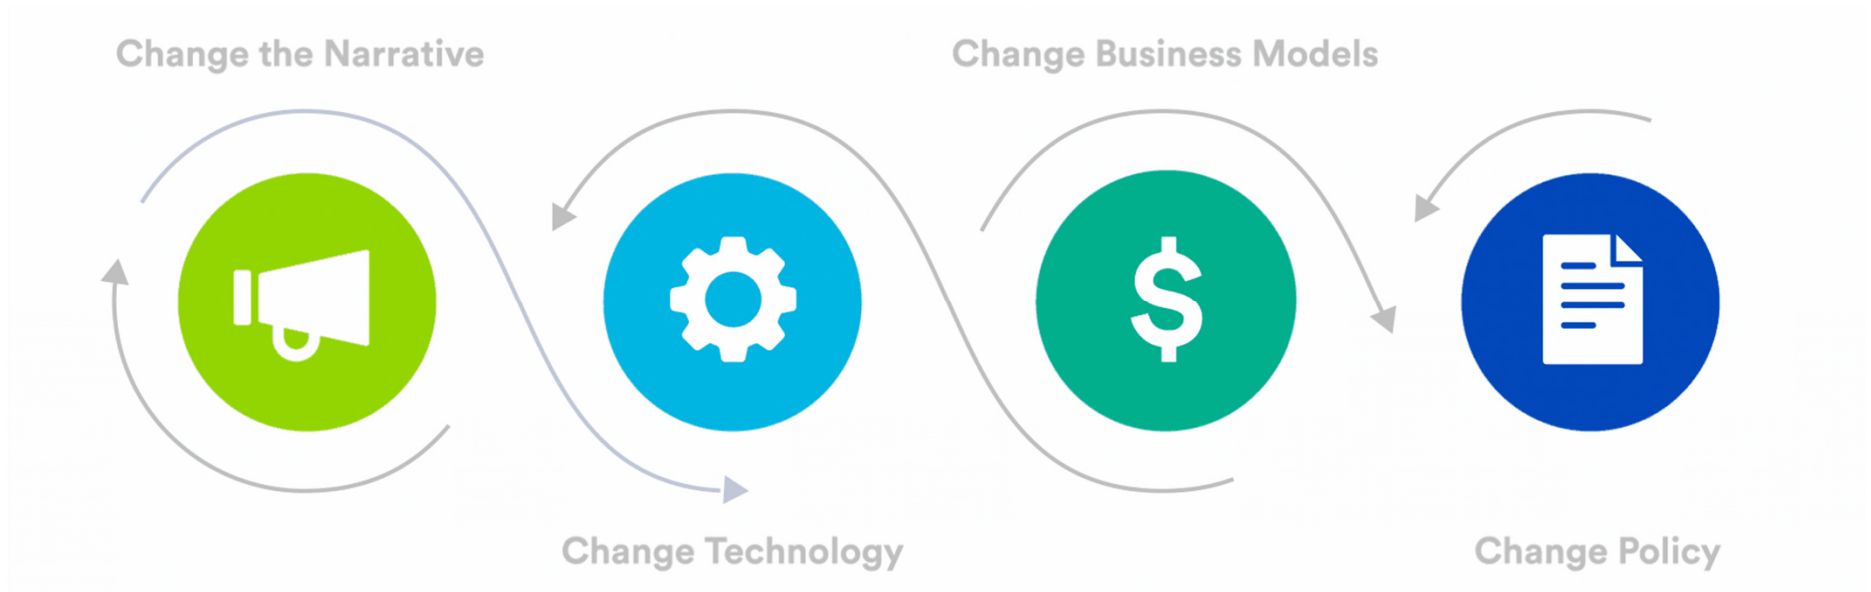 Change the Narrative
Change Business Models
Change Technology
Change Policy